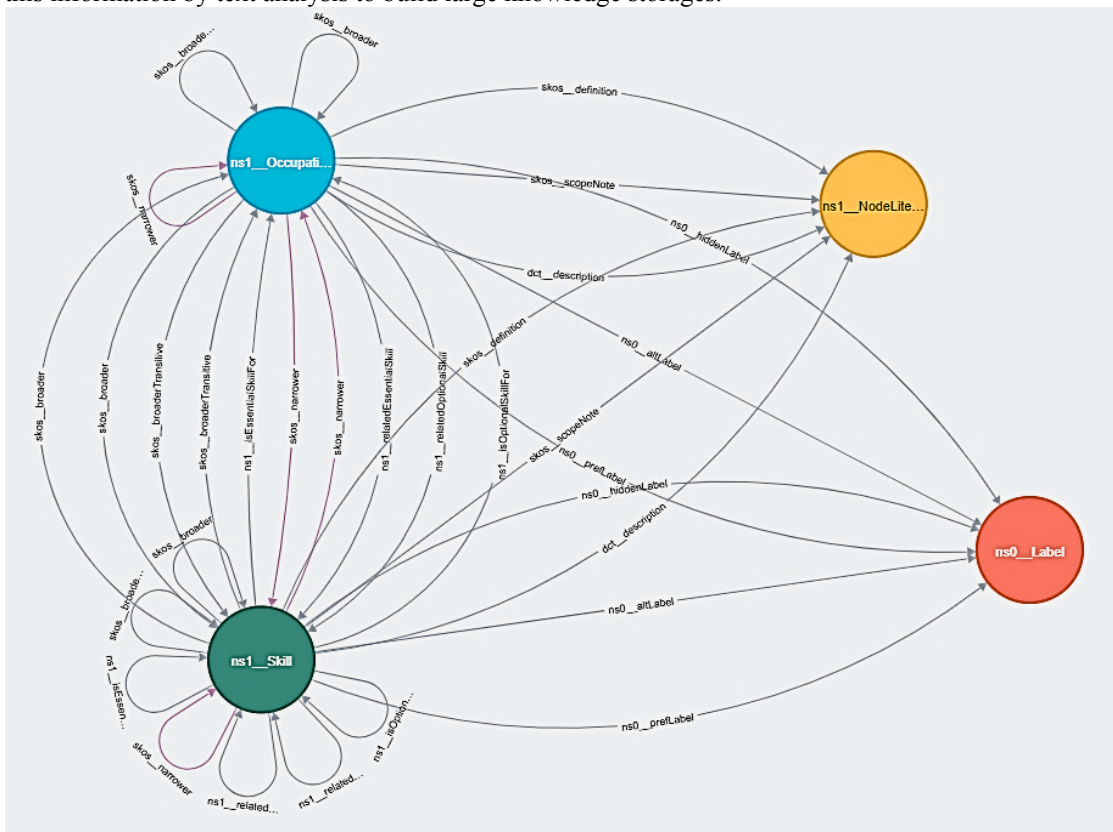 this information by text analysis to build large knowledge storages.
skos__broade...
skos__broader
skos__definition
ns1__Occupati...
skos__scopeNote
ns1__NodeLite...
skos__narrower
ns0__hiddenLabel
dct__description
skos__definition
ns0__altLabel
skos__broader
skos__broader
skos__broaderTransitive
skos__broaderTransitive
ns1__isEssentialSkillFor
skos__narrower
skos__narrower
ns1__relatedEssentialSkill
ns1__relatedOptionalSkill
ns1__isOptionalSkillFor
skos__scopeNote
ns0__prefLabel
ns0__hiddenLabel
dct__description
ns0__Label
skos__broader
skos__broade...
ns0__altLabel
ns1__Skill
ns1__isEssen...
ns1__isOption...
ns0__prefLabel
skos__narrower
ns1__related...
ns1__related...